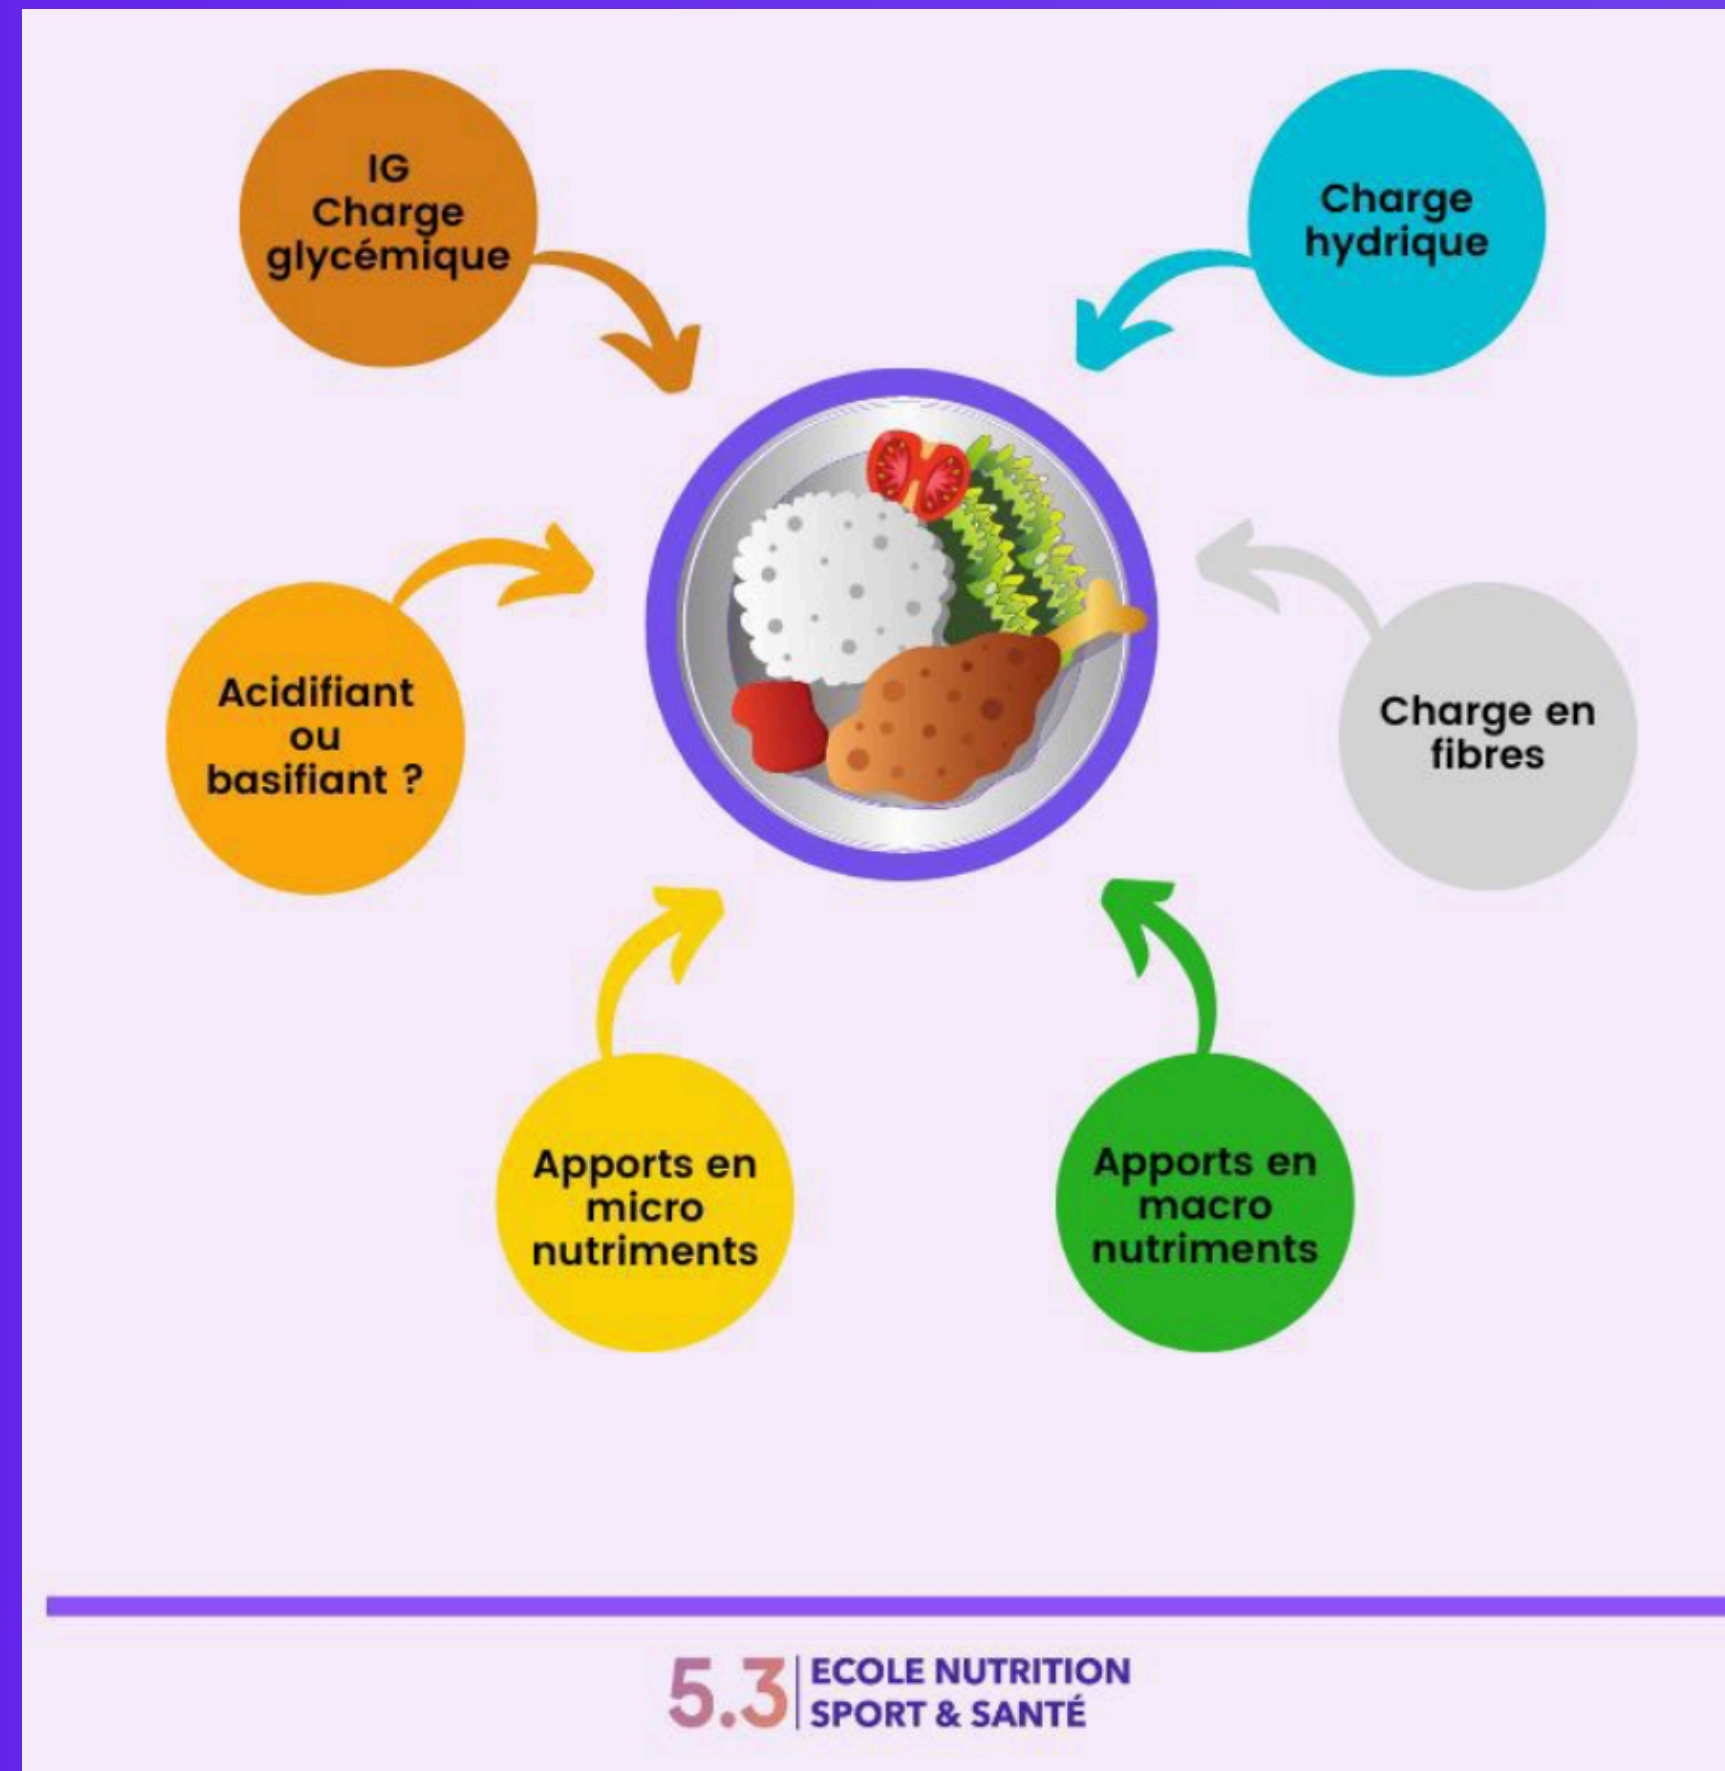 IG
Charge
glycémique
Charge
hydrique
Acidifiant
ou
basifiant ?
Charge en
fibres
Apports en
micro
nutriments
Apports en
macro
nutriments
5.3
ECOLE NUTRITION
SPORT & SANTÉ